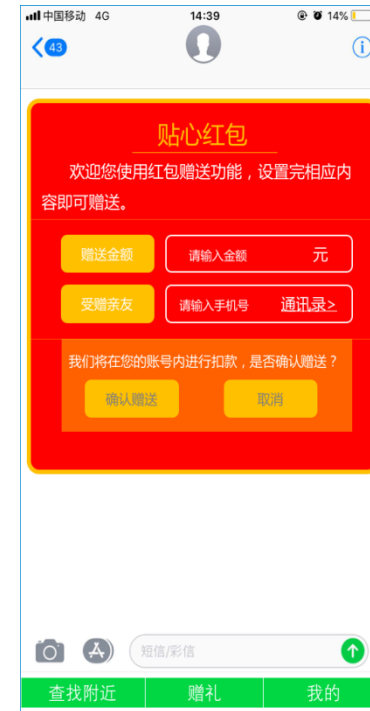 中国移动 4G 14:39 14%
43
贴心红包
欢迎您使用红包赠送功能，设置完相应内
容即可赠送。
赠送金额 请输入金额 元
受赠亲友 请输入手机号 通讯录>
我们将在您的账号内进行扣款，是否确认赠送？
确认赠送 取消
短信/彩信
查找附近 赠礼 我的